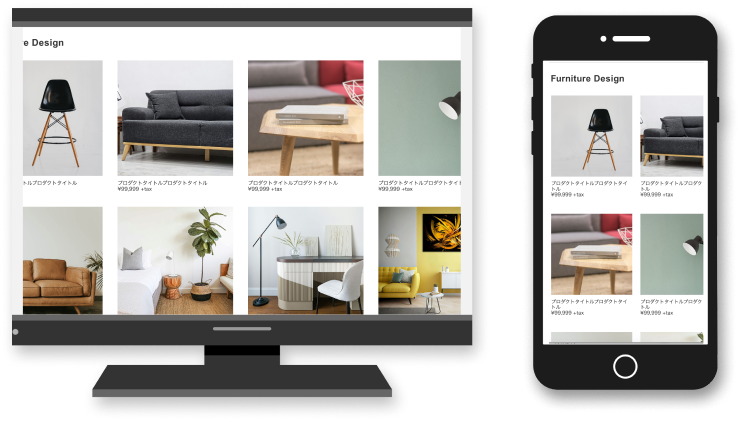 e Design
トルプロダクトタイトル
プロダクトタイトルプロダクトタイトル
¥99,999 +tax
プロダクトタイトルプロダクトタイトル
¥99,999 +tax
プロダクトタイトルプロダクトタイト
¥99,999 +tax
Furniture Design
プロダクトタイトルプロダクトタイ
トル
¥99,999 +tax
プロダクトタイトルプロダク
トル
¥99,999 +tax
プロダクトタイトルプロダクトタイ
トル
¥99,999 +tax
プロダクトタイトルプロダク
トル
¥99,999 +tax